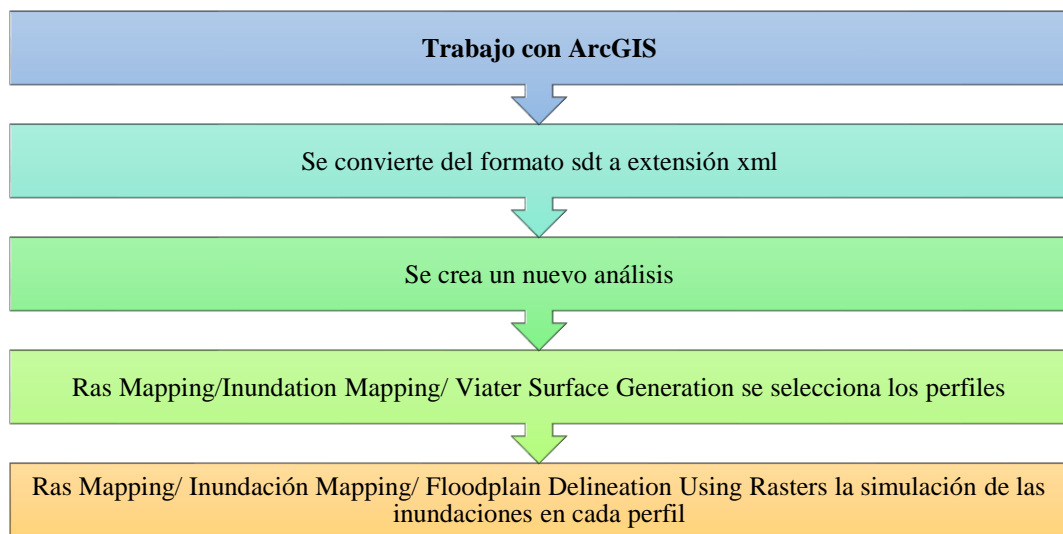 Trabajo con ArcGIS
Se convierte del formato sdt a extensión xml
Se crea un nuevo análisis
Ras Mapping/Inundation Mapping/ Viater Surface Generation se selecciona los perfiles
Ras Mapping/ Inundación Mapping/ Floodplain Delineation Using Rasters la simulación de las
inundaciones en cada perfil